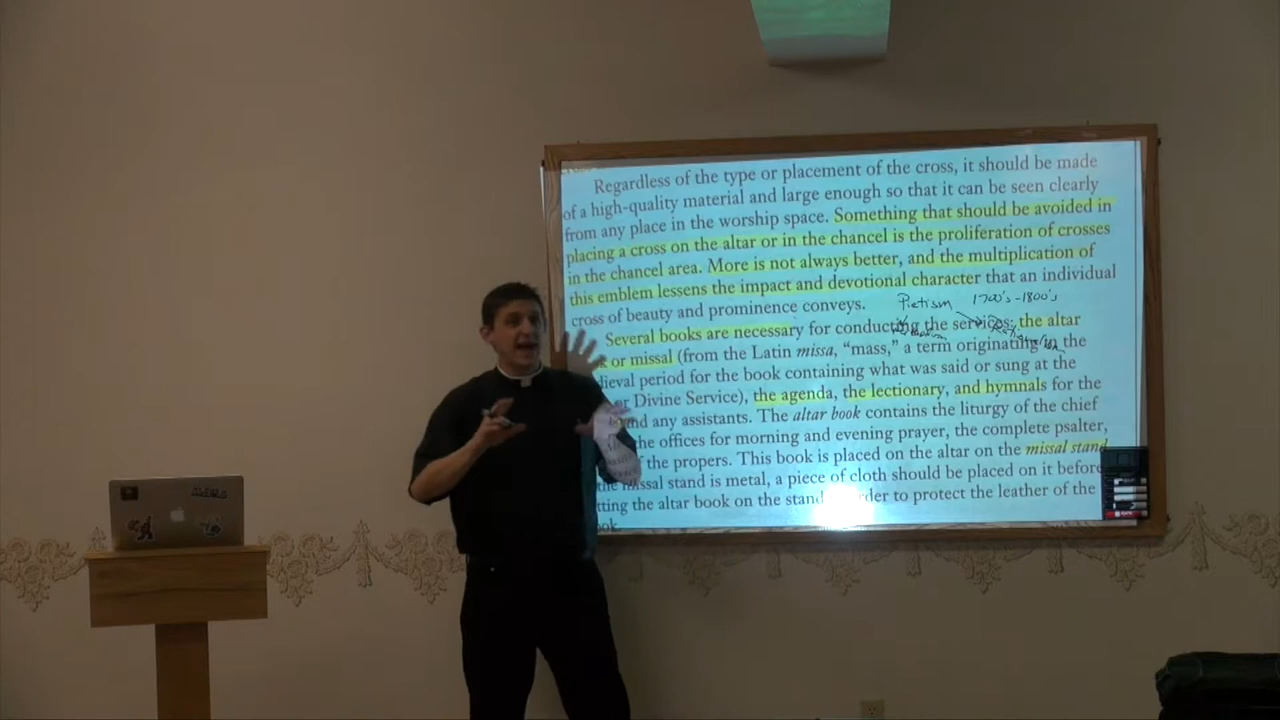 Regardless of the type or placement of the cross, it should be made
of a high-quality material and large enough so that it can be seen clearly
from any place in the worship space. Something that should be avoided in
placing a cross on the altar or in the chancel is the proliferation of crosses
in the chancel area. More is not always better, and the multiplication of
this emblem lessens the impact and devotional character that an individual
cross of beauty and prominence conveys.
Pietism 1700's-1800's
Several books are necessary for conducting the services: the altar
or missal (from the Latin missa, “mass,” a term originating in the
dieval period for the book containing what was said or sung at the
or Divine Service), the agenda, the lectionary, and hymnals for the
and any assistants. The altar book contains the liturgy of the chief
the offices for morning and evening prayer, the complete psalter,
f the propers. This book is placed on the altar on the missal stand
missal stand is metal, a piece of cloth should be placed on it before
tting the altar book on the stand order to protect the leather of the
ok.